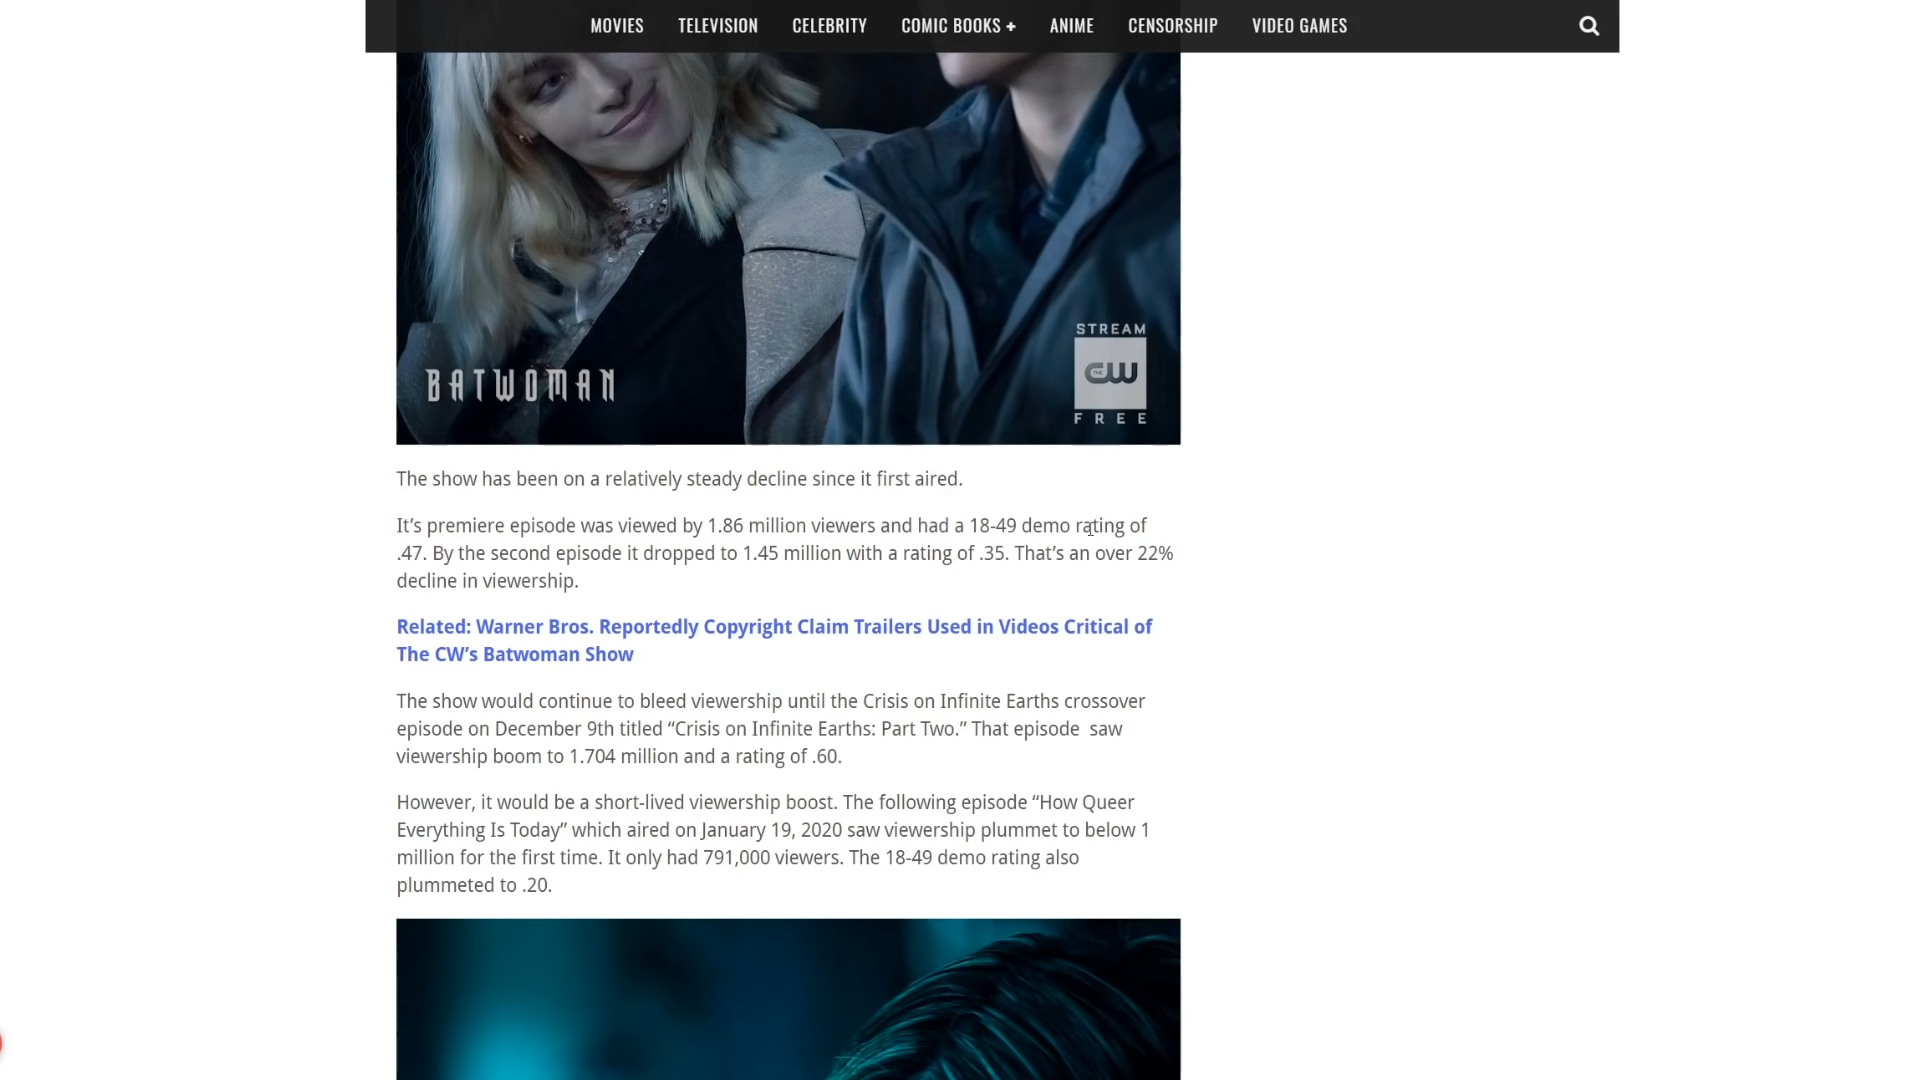 MOVIES TELEVISION CELEBRITY COMIC BOOKS + ANIME CENSORSHIP VIDEO GAMES
STREAM
THE CW
FREE
BATWOMAN
The show has been on a relatively steady decline since it first aired.
It’s premiere episode was viewed by 1.86 million viewers and had a 18-49 demo rating of
.47. By the second episode it dropped to 1.45 million with a rating of .35. That’s an over 22%
decline in viewership.
Related: Warner Bros. Reportedly Copyright Claim Trailers Used in Videos Critical of
The CW’s Batwoman Show
The show would continue to bleed viewership until the Crisis on Infinite Earths crossover
episode on December 9th titled “Crisis on Infinite Earths: Part Two.” That episode  saw
viewership boom to 1.704 million and a rating of .60.
However, it would be a short-lived viewership boost. The following episode “How Queer
Everything Is Today” which aired on January 19, 2020 saw viewership plummet to below 1
million for the first time. It only had 791,000 viewers. The 18-49 demo rating also
plummeted to .20.